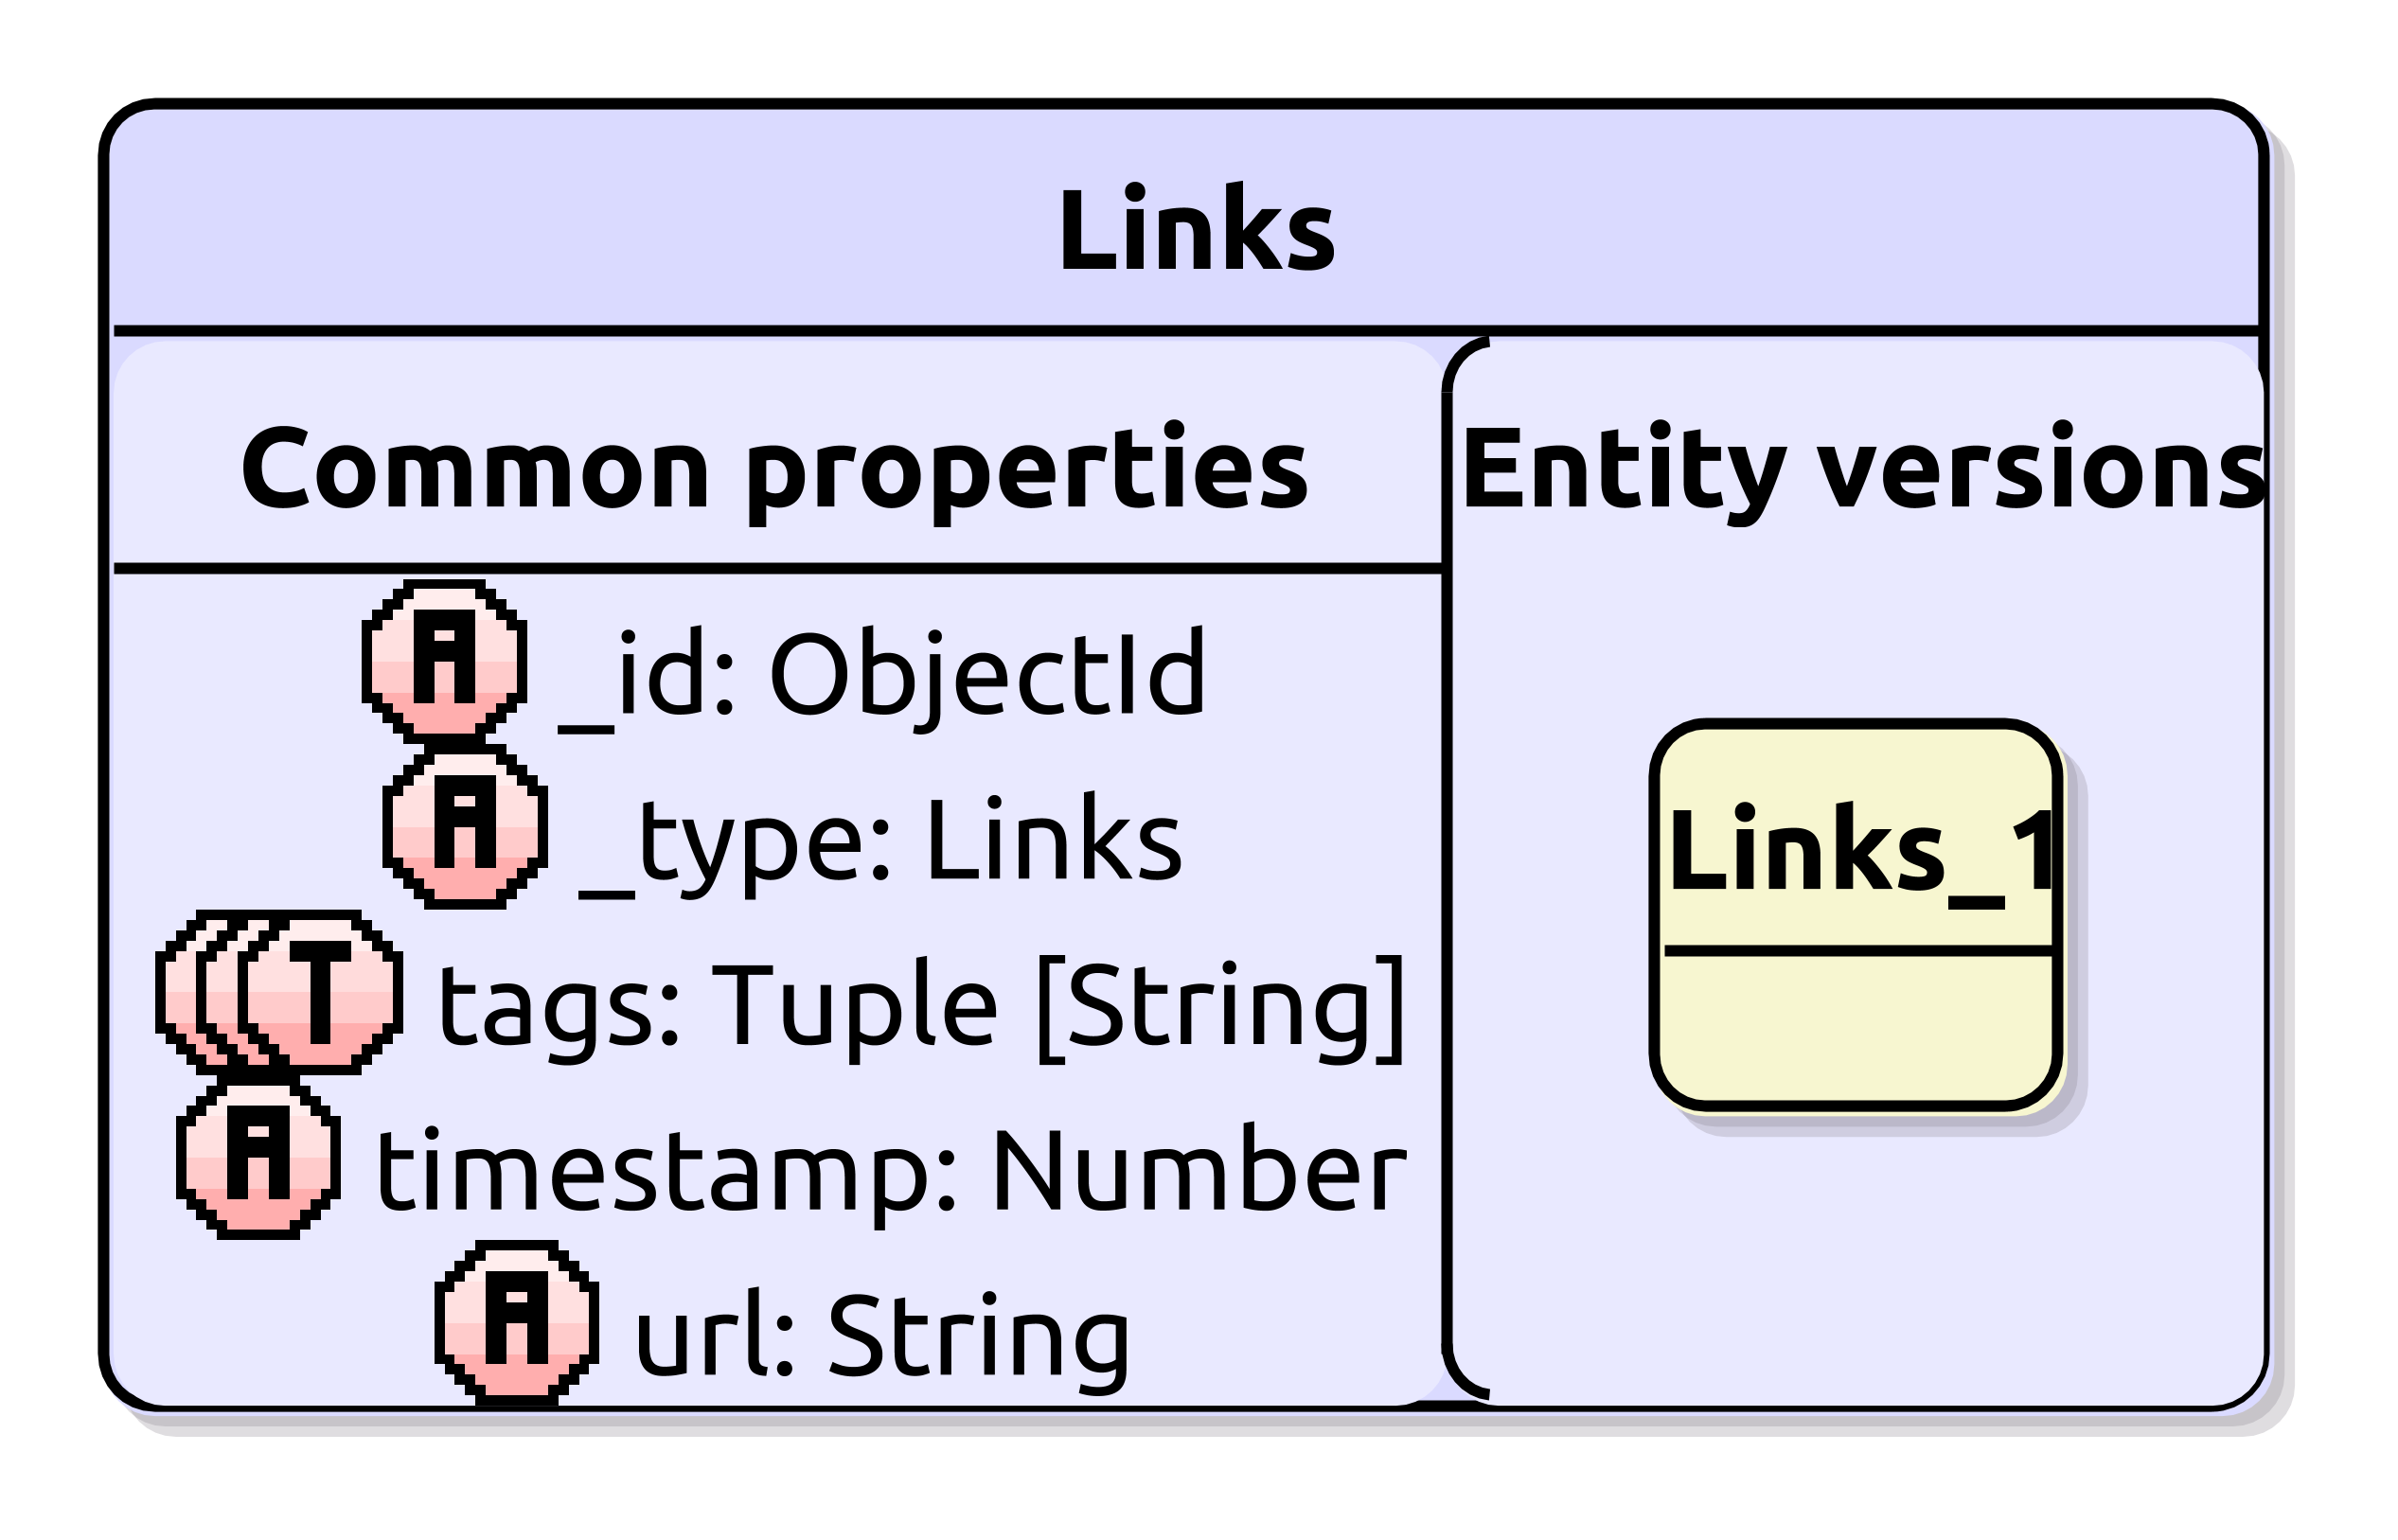 Links
Common properties
A _id: ObjectId
A _type: Links
T tags: Tuple [String]
A timestamp: Number
A url: String
Entity versions
Links_1